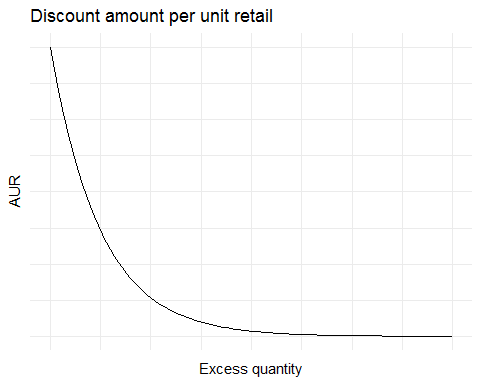 Discount amount per unit retail
AUR
Excess quantity